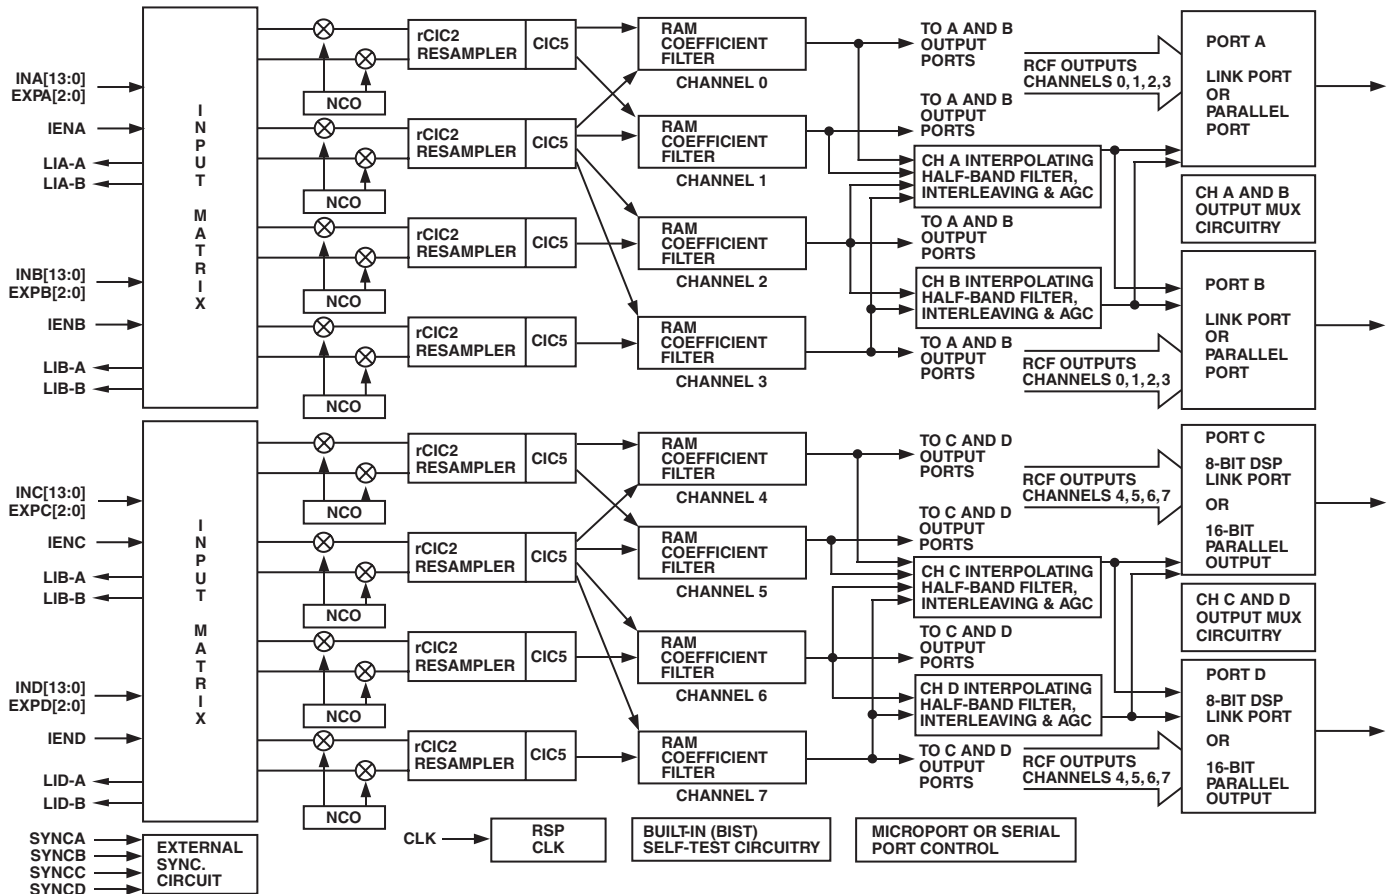 INA[13:0]
EXPA[2:0]
IENA
LIA-A
LIA-B
INB[13:0]
EXPB[2:0]
IENB
LIB-A
LIB-B
INPUT MATRIX
NCO
NCO
NCO
NCO
rCIC2
RESAMPLER
CIC5
rCIC2
RESAMPLER
CIC5
rCIC2
RESAMPLER
CIC5
rCIC2
RESAMPLER
CIC5
RAM
COEFFICIENT
FILTER
CHANNEL 0
RAM
COEFFICIENT
FILTER
CHANNEL 1
RAM
COEFFICIENT
FILTER
CHANNEL 2
RAM
COEFFICIENT
FILTER
CHANNEL 3
TO A AND B
OUTPUT
PORTS
TO A AND B
OUTPUT
PORTS
CH A INTERPOLATING
HALF-BAND FILTER,
INTERLEAVING & AGC
TO A AND B
OUTPUT
PORTS
CH B INTERPOLATING
HALF-BAND FILTER,
INTERLEAVING & AGC
TO A AND B
OUTPUT
PORTS
RCF OUTPUTS
CHANNELS 0, 1, 2, 3
RCF OUTPUTS
CHANNELS 0, 1, 2, 3
PORT A
LINK PORT
OR
PARALLEL
PORT
CH A AND B
OUTPUT MUX
CIRCUITRY
PORT B
LINK PORT
OR
PARALLEL
PORT
INC[13:0]
EXPC[2:0]
IENC
LIB-A
LIB-B
IND[13:0]
EXPD[2:0]
IEND
LID-A
LID-B
INPUT MATRIX
NCO
NCO
NCO
NCO
rCIC2
RESAMPLER
CIC5
rCIC2
RESAMPLER
CIC5
rCIC2
RESAMPLER
CIC5
rCIC2
RESAMPLER
CIC5
RAM
COEFFICIENT
FILTER
CHANNEL 4
RAM
COEFFICIENT
FILTER
CHANNEL 5
RAM
COEFFICIENT
FILTER
CHANNEL 6
RAM
COEFFICIENT
FILTER
CHANNEL 7
TO C AND D
OUTPUT
PORTS
TO C AND D
OUTPUT
PORTS
CH C INTERPOLATING
HALF-BAND FILTER,
INTERLEAVING & AGC
TO C AND D
OUTPUT
PORTS
CH D INTERPOLATING
HALF-BAND FILTER,
INTERLEAVING & AGC
TO C AND D
OUTPUT
PORTS
RCF OUTPUTS
CHANNELS 4, 5, 6, 7
RCF OUTPUTS
CHANNELS 4, 5, 6, 7
PORT C
8-BIT DSP
LINK PORT
OR
16-BIT
PARALLEL
OUTPUT
CH C AND D
OUTPUT MUX
CIRCUITRY
PORT D
8-BIT DSP
LINK PORT
OR
16-BIT
PARALLEL
OUTPUT
SYNCA
SYNCB
SYNCC
SYNCD
EXTERNAL
SYNC.
CIRCUIT
CLK
RSP
CLK
BUILT-IN (BIST)
SELF-TEST CIRCUITRY
MICROPORT OR SERIAL
PORT CONTROL